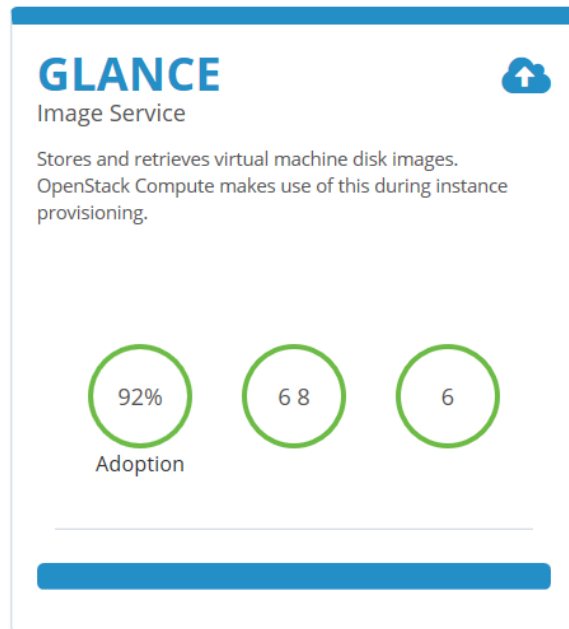 GLANCE
Image Service
Stores and retrieves virtual machine disk images.
OpenStack Compute makes use of this during instance
provisioning.
92%
6 8
6
Adoption